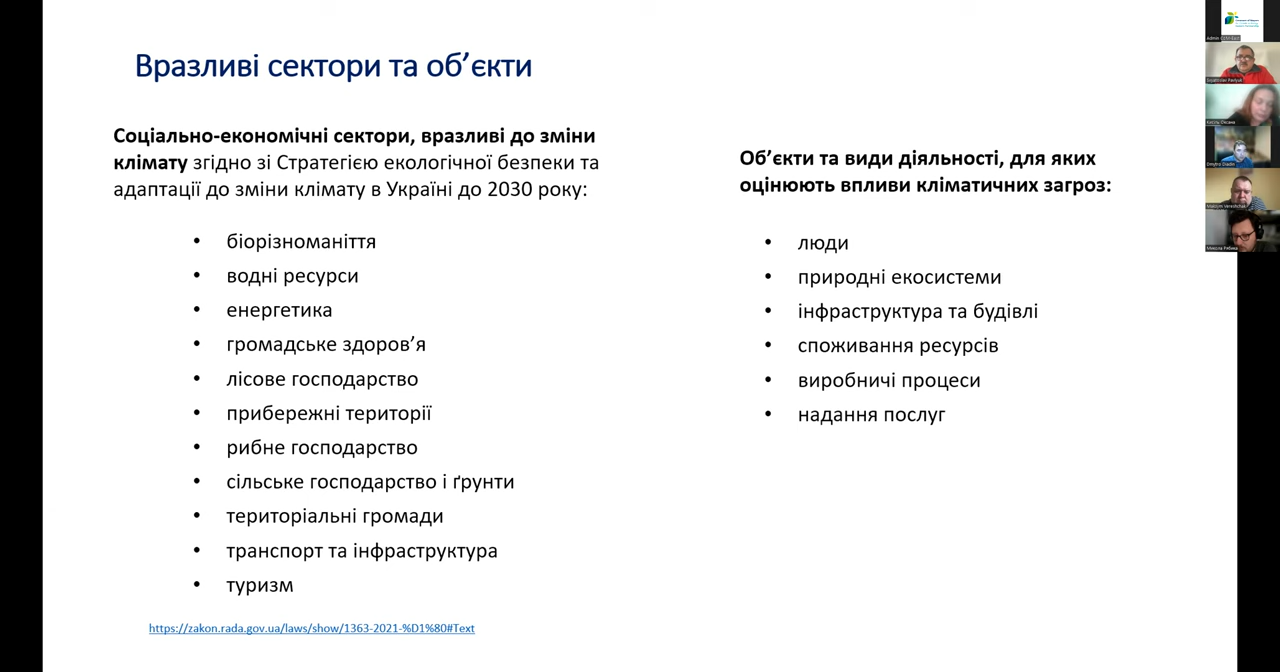 Вразливі сектори та об’єкти
Соціально-економічні сектори, вразливі до зміни
клімату згідно зі Стратегією екологічної безпеки та
адаптації до зміни клімату в Україні до 2030 року:
• біорізноманіття
• водні ресурси
• енергетика
• громадське здоров’я
• лісове господарство
• прибережні території
• рибне господарство
• сільське господарство і ґрунти
• територіальні громади
• транспорт та інфраструктура
• туризм
https://zakon.rada.gov.ua/laws/show/1363-2021-%D1%80#Text
Об’єкти та види діяльності, для яких
оцінюють впливи кліматичних загроз:
• люди
• природні екосистеми
• інфраструктура та будівлі
• споживання ресурсів
• виробничі процеси
• надання послуг